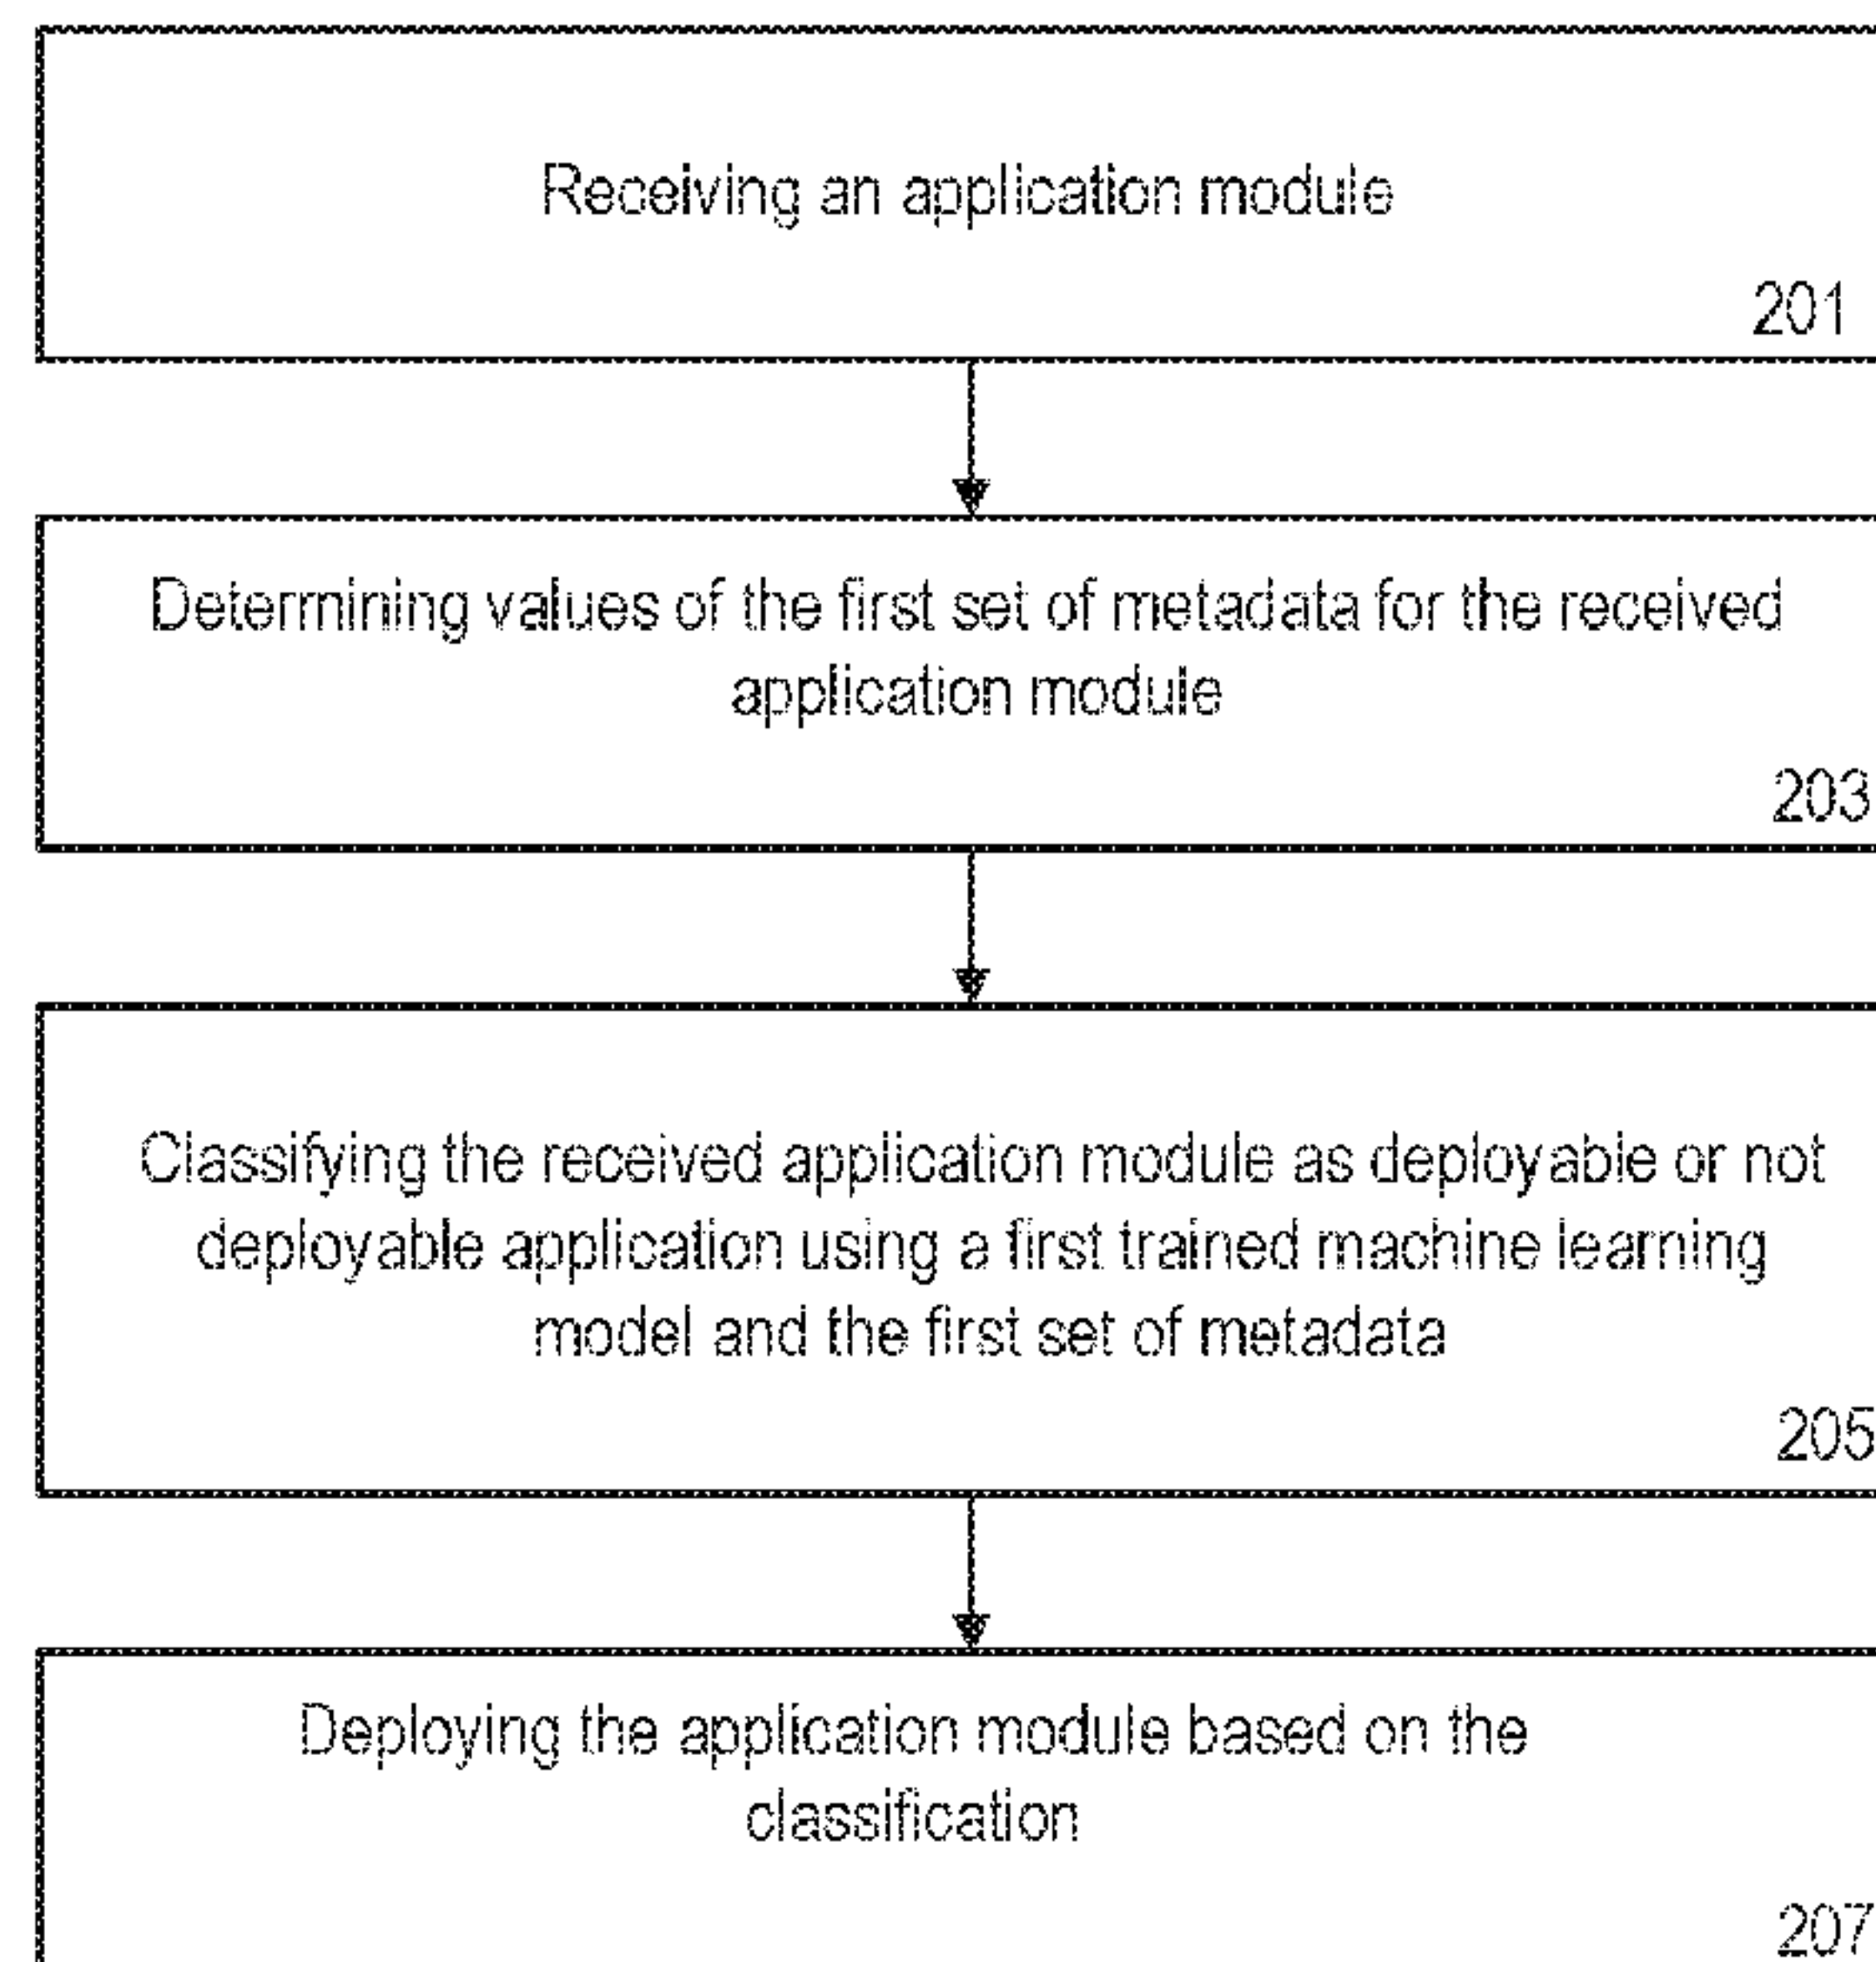 Receiving an application module
201
Determining values of the first set of metadata for the received
application module
203
Classifying the received application module as deployable or not
deployable application using a first trained machine learning
model and the first set of metadata
205
Deploying the application module based on the
classification
207